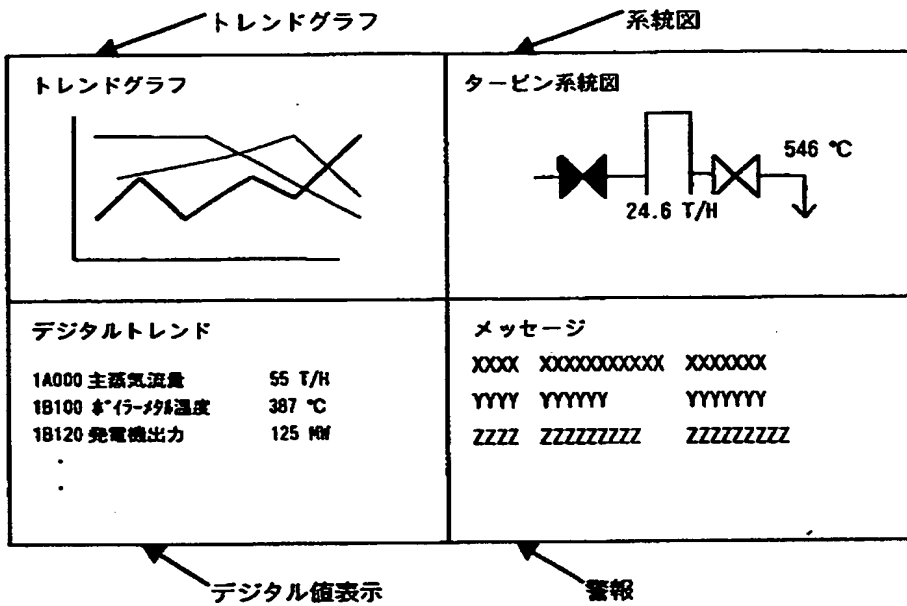 トレンドグラフ
系統図
トレンドグラフ
タービン系統図
546 ℃
24.6 T/H
デジタルトレンド
1A000 主蒸気流量 55 T/H
1B100 ボイラーメタル温度 387 ℃
1B120 発電機出力 125 MW
・
・
メッセージ
XXXX XXXXXXXXXXX XXXXXXX
YYYY YYYYYY YYYYYYY
ZZZZ ZZZZZZZZZ ZZZZZZZZZ
デジタル値表示
警報